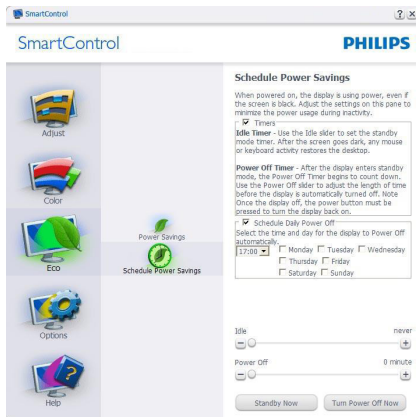 SmartControl
SmartControl
PHILIPS
Adjust
Color
Eco
Options
Help
Power Savings
Schedule Power Savings
Schedule Power Savings
When powered on, the display is using power, even if
the screen is black. Adjust the settings on this pane to
minimize the power usage during inactivity.
Timers
Idle Timer - Use the Idle slider to set the standby
mode timer. After the screen goes dark, any mouse
or keyboard activity restores the desktop.
Power Off Timer - After the display enters standby
mode, the Power Off Timer begins to count down.
Use the Power Off slider to adjust the length of time
before the display is automatically turned off. Note
Once the display off, the power button must be
pressed to turn the display back on.
Schedule Daily Power Off
Select the time and day for the display to Power Off
automatically.
17:00 Monday Tuesday Wednesday
Thursday Friday
Saturday Sunday
Idle never
Power Off 0 minute
Standby Now Turn Power Off Now